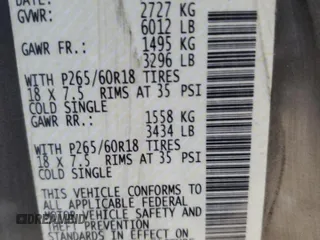 DATE:
GVWR: 2727 KG
6012 LB
GAWR FR.: 1495 KG
3296 LB
WITH P265/60R18 TIRES
18 X 7.5 RIMS AT 35 PSI
COLD SINGLE
GAWR RR.: 1558 KG
3434 LB
WITH P265/60R18 TIRES
18 X 7.5 RIMS AT 35 PSI
COLD SINGLE
THIS VEHICLE CONFORMS TO
ALL APPLICABLE FEDERAL
MOTOR VEHICLE SAFETY AND
THEFT PREVENTION
STANDARDS IN EFFECT